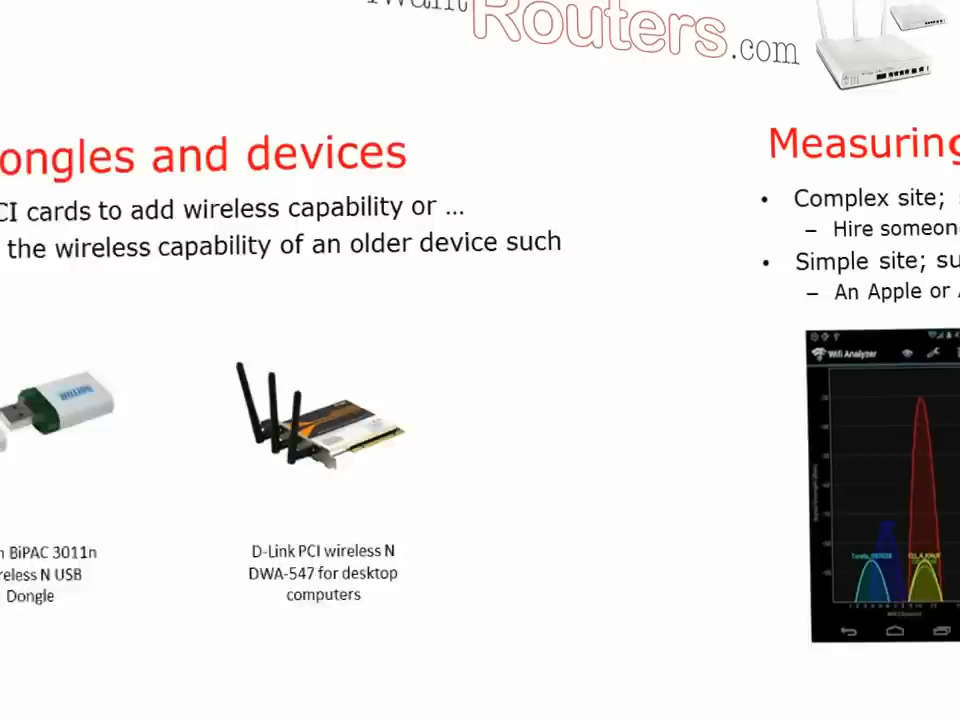 Routers.com
ongles and devices
CI cards to add wireless capability or ...
the wireless capability of an older device such
BiPAC 3011n
reless N USB
Dongle
D-Link PCI wireless N
DWA-547 for desktop
computers
Measuring
• Complex site;
– Hire someon
• Simple site; su
– An Apple or
Wifi Analyzer